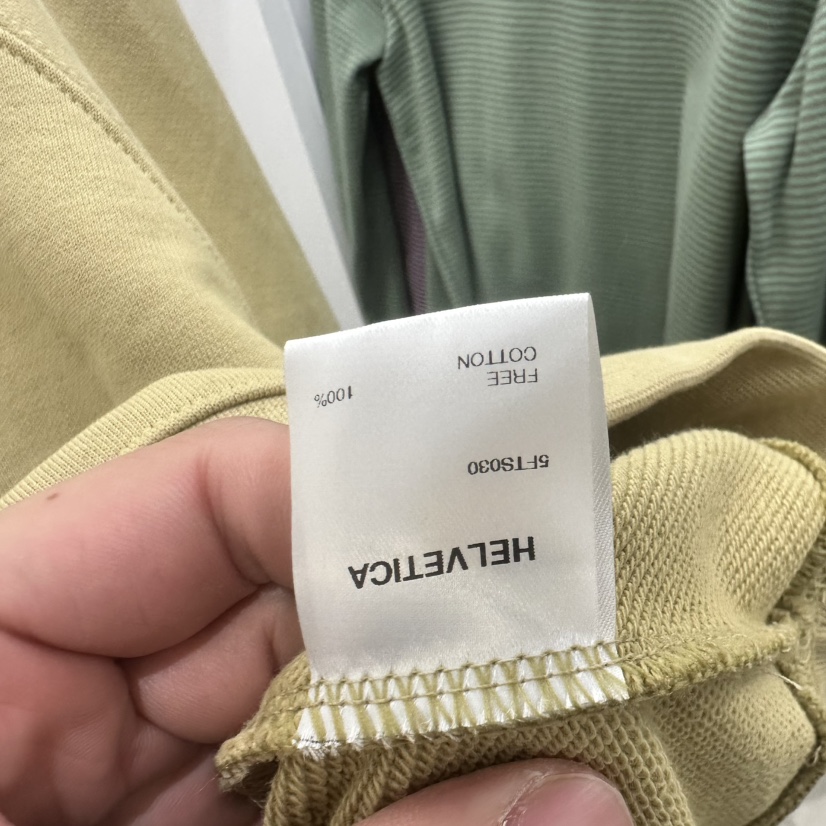 HELVETICA
5FTS030
FREE
COTTON 100%